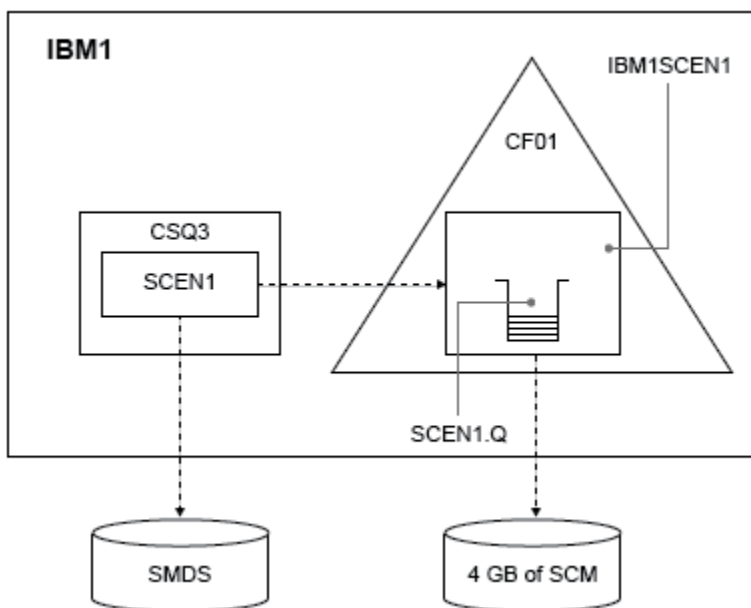 IBM1
IBM1SCEN1
CF01
CSQ3
SCEN1
SCEN1.Q
SMDS
4 GB of SCM